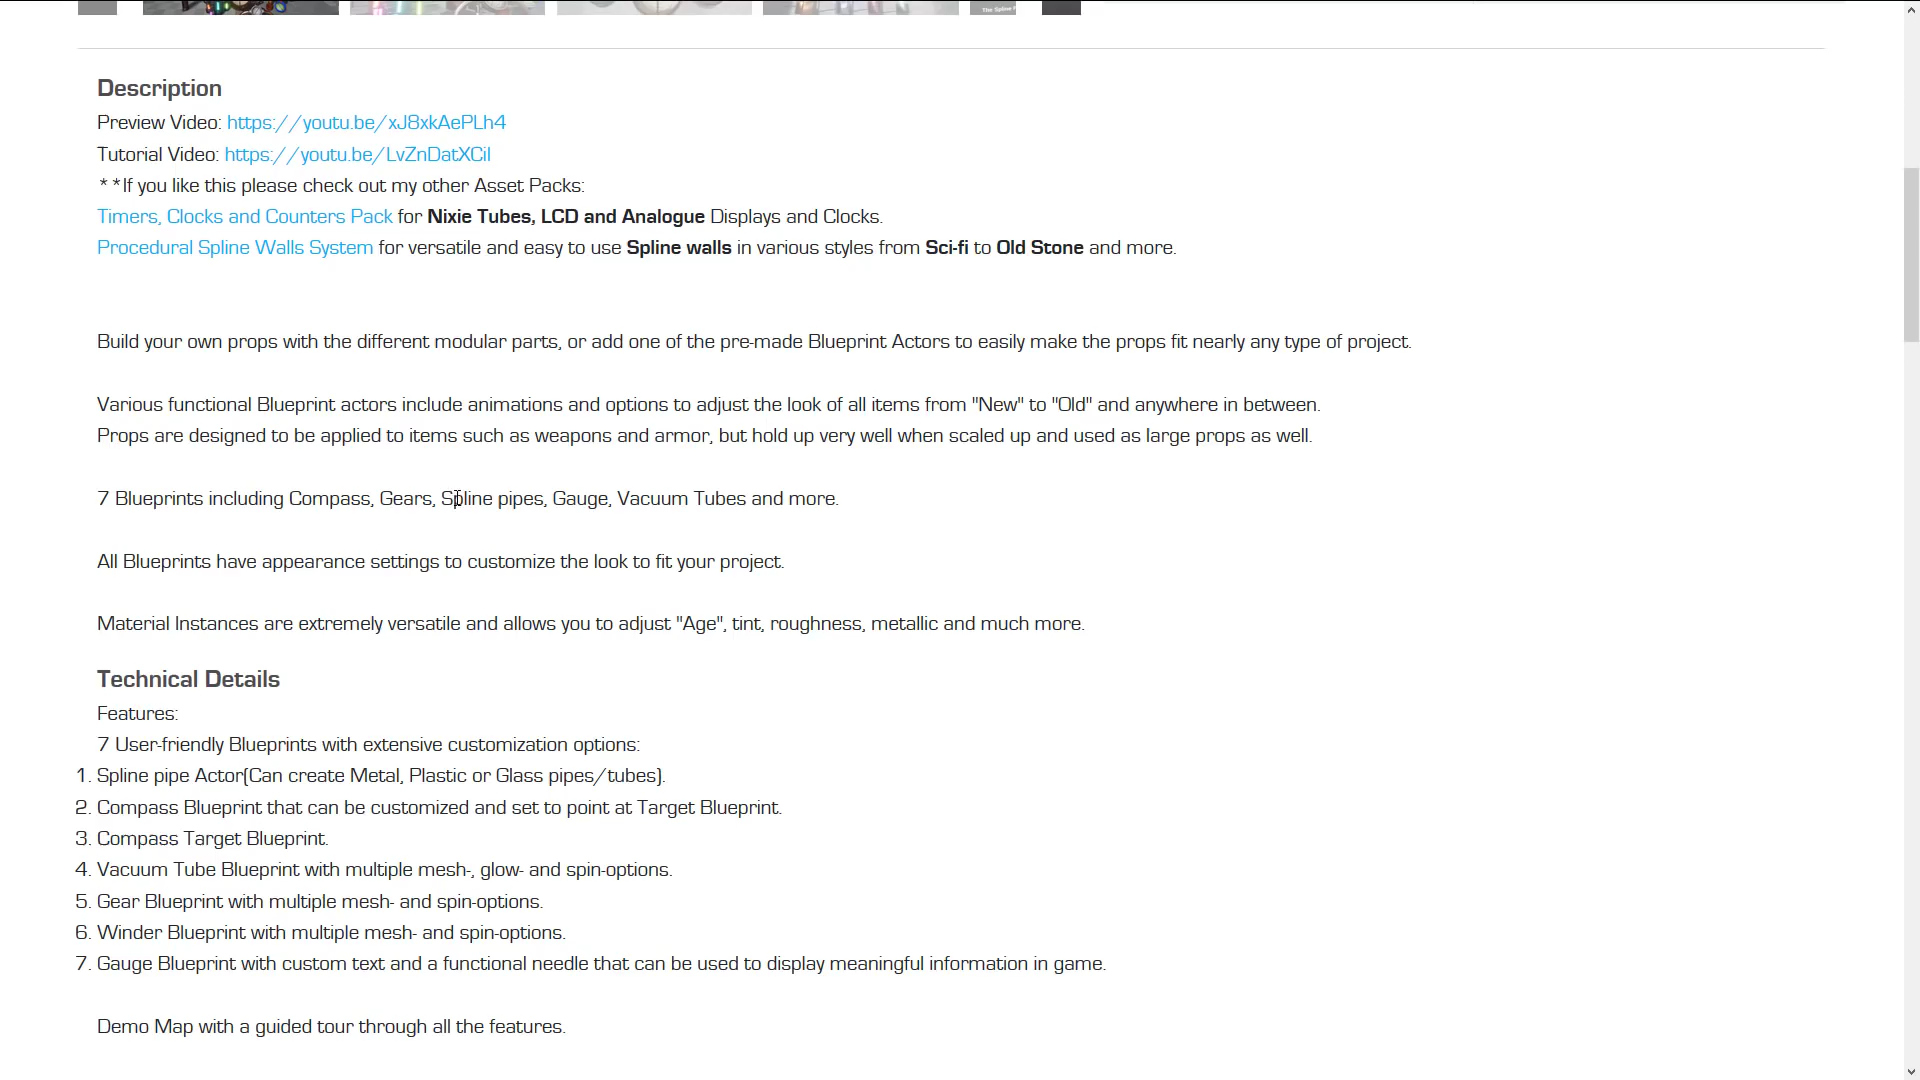 The Spline
Description
Preview Video: https://youtu.be/xJ8xkAePLh4
Tutorial Video: https://youtu.be/LvZnDatXCiI
**If you like this please check out my other Asset Packs:
Timers, Clocks and Counters Pack for Nixie Tubes, LCD and Analogue Displays and Clocks.
Procedural Spline Walls System for versatile and easy to use Spline walls in various styles from Sci-fi to Old Stone and more.
Build your own props with the different modular parts, or add one of the pre-made Blueprint Actors to easily make the props fit nearly any type of project.
Various functional Blueprint actors include animations and options to adjust the look of all items from "New" to "Old" and anywhere in between.
Props are designed to be applied to items such as weapons and armor, but hold up very well when scaled up and used as large props as well.
7 Blueprints including Compass, Gears, Spline pipes, Gauge, Vacuum Tubes and more.
All Blueprints have appearance settings to customize the look to fit your project.
Material Instances are extremely versatile and allows you to adjust "Age", tint, roughness, metallic and much more.
Technical Details
Features:
7 User-friendly Blueprints with extensive customization options:
1. Spline pipe Actor(Can create Metal, Plastic or Glass pipes/tubes).
2. Compass Blueprint that can be customized and set to point at Target Blueprint.
3. Compass Target Blueprint.
4. Vacuum Tube Blueprint with multiple mesh-, glow- and spin-options.
5. Gear Blueprint with multiple mesh- and spin-options.
6. Winder Blueprint with multiple mesh- and spin-options.
7. Gauge Blueprint with custom text and a functional needle that can be used to display meaningful information in game.
Demo Map with a guided tour through all the features.